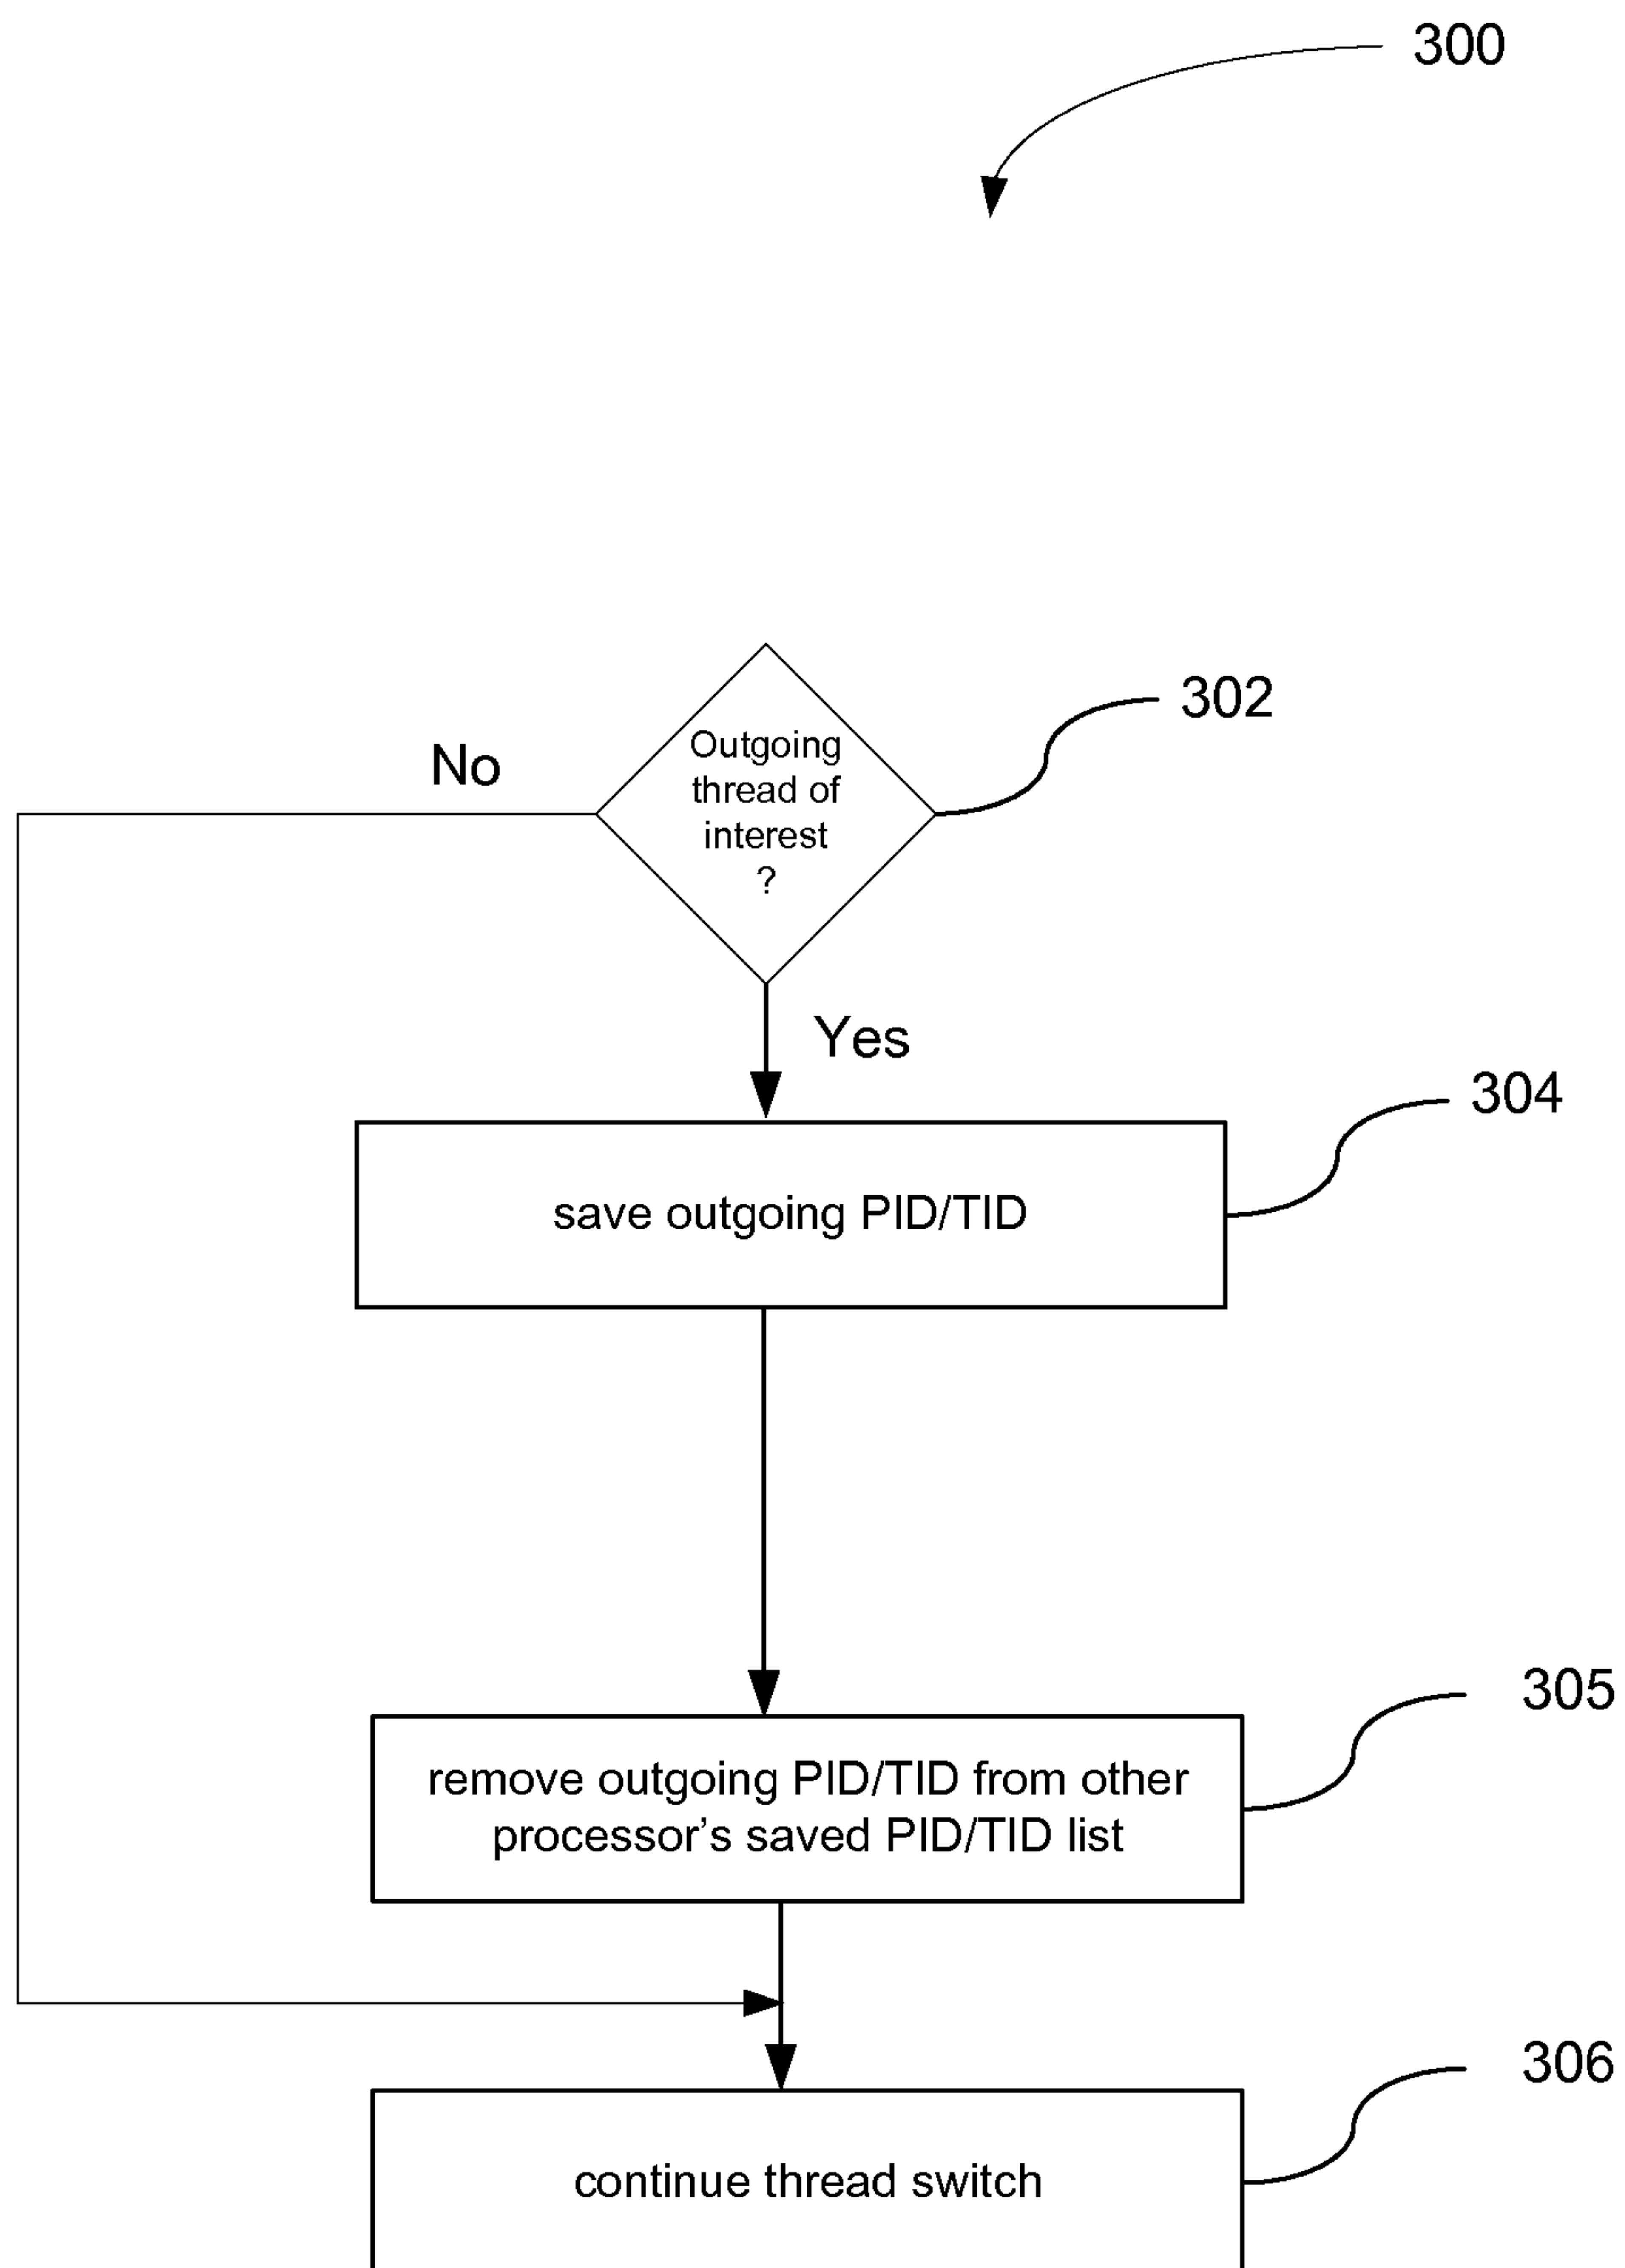 300
302
No
Outgoing
thread of
interest
?
Yes
304
save outgoing PID/TID
305
remove outgoing PID/TID from other
processor’s saved PID/TID list
306
continue thread switch